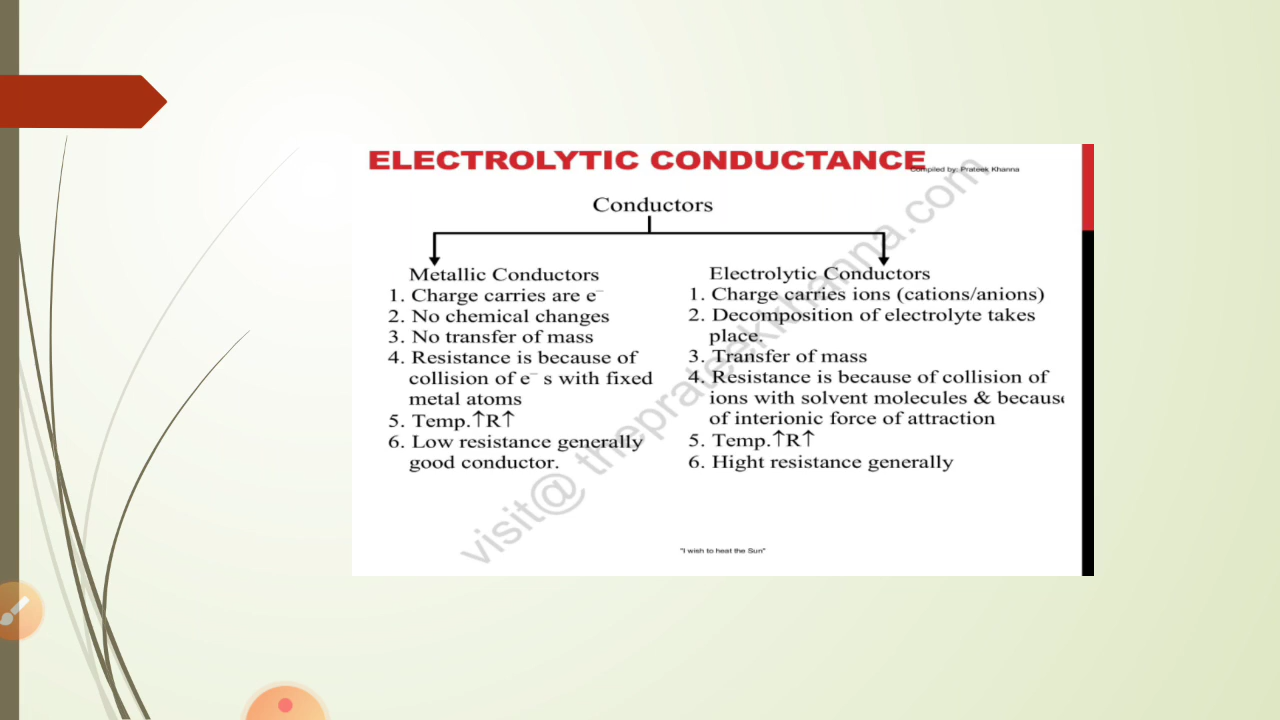 ELECTROLYTIC CONDUCTANCE
Compiled by: Prateek Khanna
Conductors
Metallic Conductors
1. Charge carries are e⁻
2. No chemical changes
3. No transfer of mass
4. Resistance is because of
collision of e⁻ s with fixed
metal atoms
5. Temp.↑R↑
6. Low resistance generally
good conductor.
Electrolytic Conductors
1. Charge carries ions (cations/anions)
2. Decomposition of electrolyte takes
place.
3. Transfer of mass
4. Resistance is because of collision of
ions with solvent molecules & because
of interionic force of attraction
5. Temp.↑R↑
6. Hight resistance generally
visit@ theprateekkhanna.com
"I wish to heat the Sun"